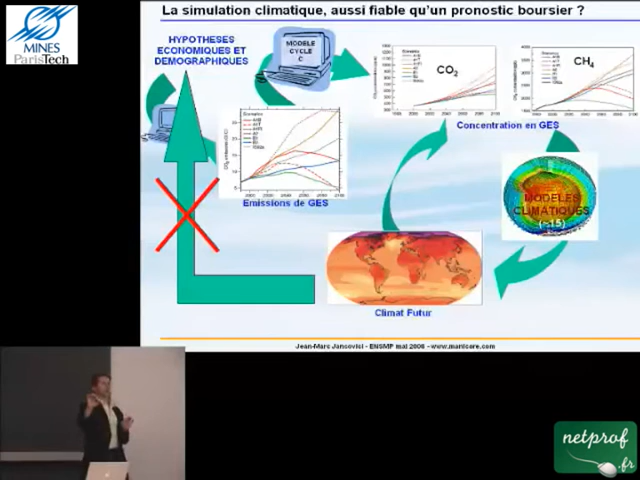 La simulation climatique, aussi fiable qu'un pronostic boursier ?
MINES
ParisTech
HYPOTHESES
ECONOMIQUES ET
DEMOGRAPHIQUES
MODELE
CYCLE
C
CO2
CH4
Concentration en GES
Emissions de GES
MODELES
CLIMATIQUES
(~15)
Climat Futur
Jean-Marc Jancovici - ENSMP mai 2008 - www.manicore.com
netprof
.fr